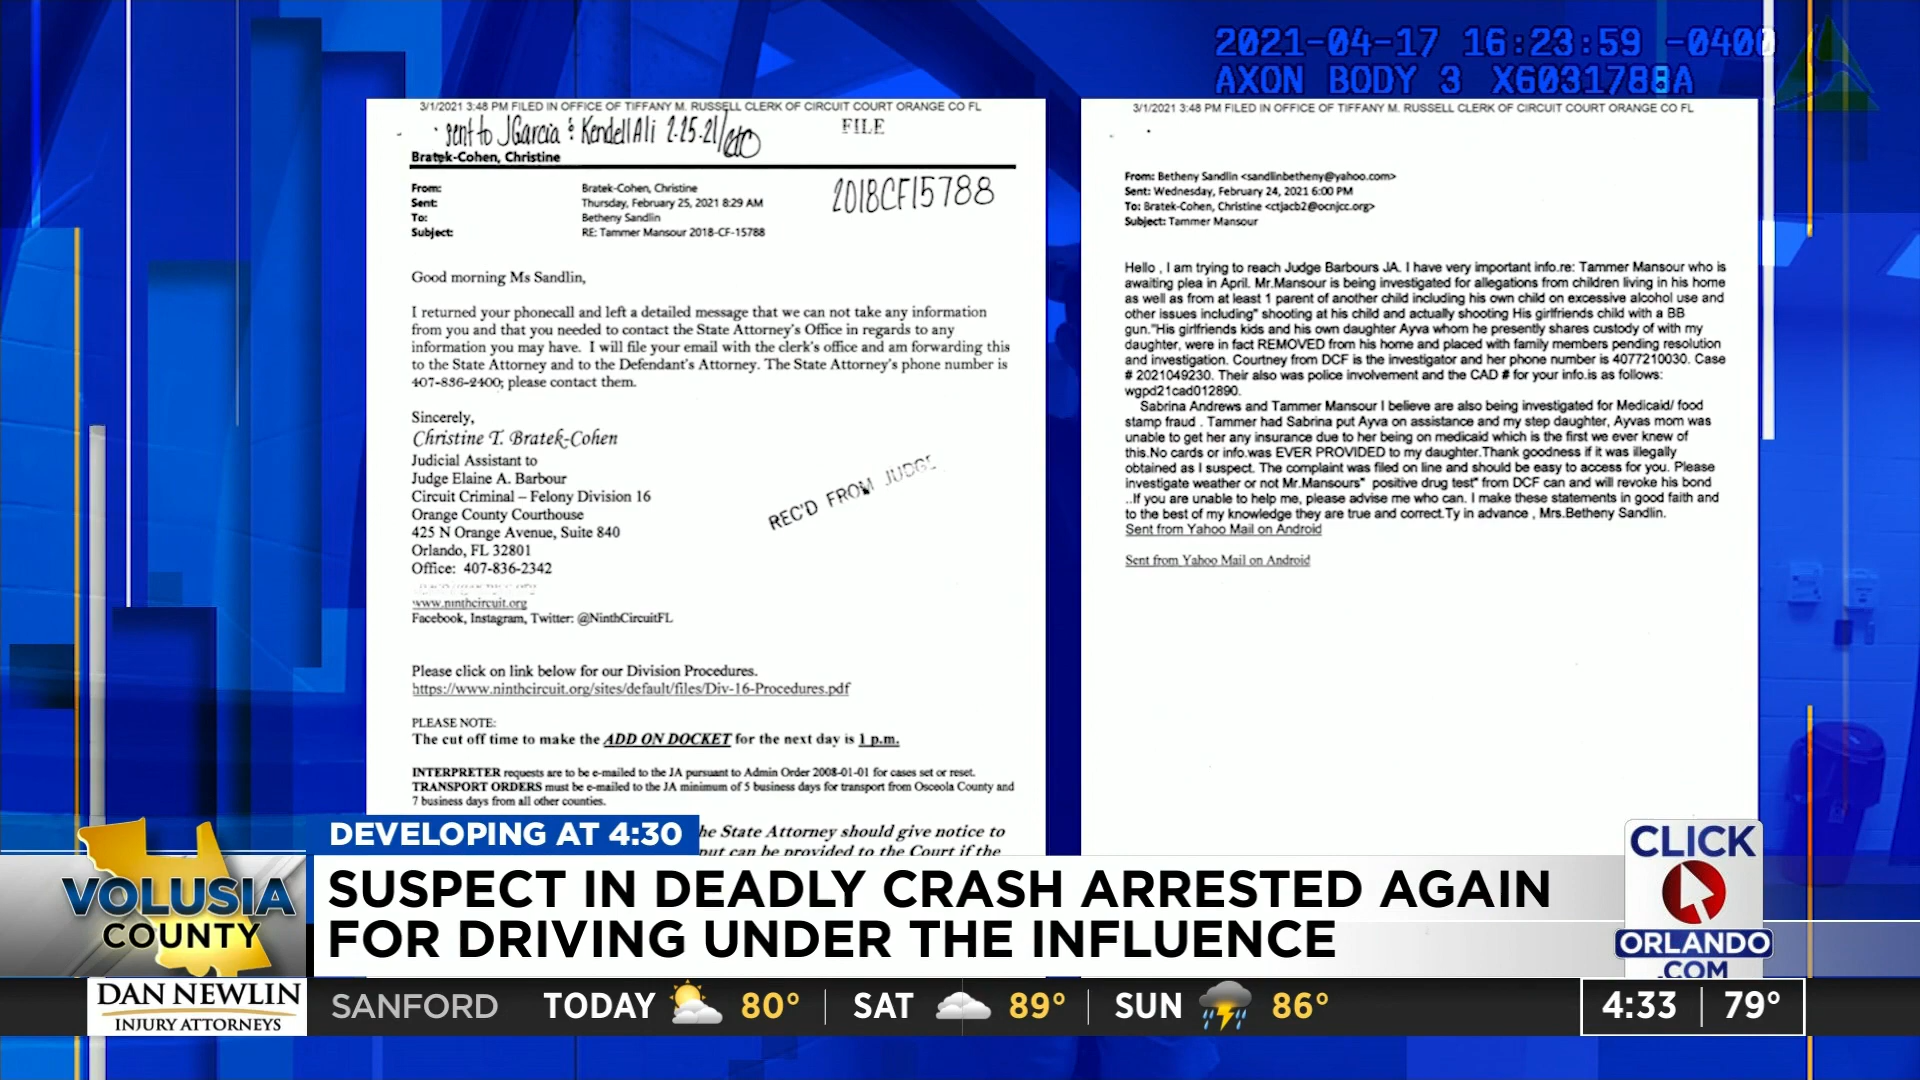 2021-04-17 16:23:59 -0400
AXON BODY 3 X6031788A
3/1/2021 3:48 PM FILED IN OFFICE OF TIFFANY M. RUSSELL CLERK OF CIRCUIT COURT ORANGE CO FL
sent to JGarcia & Kendell Ali 2-25-21/
FILE
Bratek-Cohen, Christine
From: Bratek-Cohen, Christine
Sent: Thursday, February 25, 2021 8:29 AM
To: Betheny Sandlin
Subject: RE: Tammer Mansour 2018-CF-15788
2018CF15788
Good morning Ms Sandlin,
I returned your phonecall and left a detailed message that we can not take any information
from you and that you needed to contact the State Attorney's Office in regards to any
information you may have. I will file your email with the clerk's office and am forwarding this
to the State Attorney and to the Defendant's Attorney. The State Attorney's phone number is
407-836-2400; please contact them.
Sincerely,
Christine T. Bratek-Cohen
Judicial Assistant to
Judge Elaine A. Barbour
Circuit Criminal – Felony Division 16
Orange County Courthouse
425 N Orange Avenue, Suite 840
Orlando, FL 32801
Office: 407-836-2342
www.ninthcircuit.org
Facebook, Instagram, Twitter: @NinthCircuitFL
REC'D FROM JUDGE
Please click on link below for our Division Procedures.
https://www.ninthcircuit.org/sites/default/files/Div-16-Procedures.pdf
PLEASE NOTE:
The cut off time to make the ADD ON DOCKET for the next day is 1 p.m.
INTERPRETER requests are to be e-mailed to the JA pursuant to Admin Order 2008-01-01 for cases set or reset.
TRANSPORT ORDERS must be e-mailed to the JA minimum of 5 business days for transport from Osceola County and
7 business days from all other counties.
he State Attorney should give notice to
put can be provided to the Court if the
3/1/2021 3:48 PM FILED IN OFFICE OF TIFFANY M. RUSSELL CLERK OF CIRCUIT COURT ORANGE CO FL
From: Betheny Sandlin <sandlinbetheny@yahoo.com>
Sent: Wednesday, February 24, 2021 6:00 PM
To: Bratek-Cohen, Christine <ctjacb2@ocnjcc.org>
Subject: Tammer Mansour
Hello , I am trying to reach Judge Barbours JA. I have very important info.re: Tammer Mansour who is
awaiting plea in April. Mr.Mansour is being investigated for allegations from children living in his home
as well as from at least 1 parent of another child including his own child on excessive alcohol use and
other issues including" shooting at his child and actually shooting His girlfriends child with a BB
gun."His girlfriends kids and his own daughter Ayva whom he presently shares custody of with my
daughter, were in fact REMOVED from his home and placed with family members pending resolution
and investigation. Courtney from DCF is the investigator and her phone number is 4077210030. Case
# 2021049230. Their also was police involvement and the CAD # for your info.is as follows:
wgpd21cad012890.
Sabrina Andrews and Tammer Mansour I believe are also being investigated for Medicaid/ food
stamp fraud . Tammer had Sabrina put Ayva on assistance and my step daughter, Ayvas mom was
unable to get her any insurance due to her being on medicaid which is the first we ever knew of
this.No cards or info.was EVER PROVIDED to my daughter.Thank goodness if it was illegally
obtained as I suspect. The complaint was filed on line and should be easy to access for you. Please
investigate weather or not Mr.Mansours" positive drug test" from DCF can and will revoke his bond
..If you are unable to help me, please advise me who can. I make these statements in good faith and
to the best of my knowledge they are true and correct.Ty in advance , Mrs.Betheny Sandlin.
Sent from Yahoo Mail on Android
Sent from Yahoo Mail on Android
DEVELOPING AT 4:30
VOLUSIA
COUNTY
SUSPECT IN DEADLY CRASH ARRESTED AGAIN
FOR DRIVING UNDER THE INFLUENCE
CLICK
ORLANDO
.COM
DAN NEWLIN
INJURY ATTORNEYS
SANFORD TODAY 80° SAT 89° SUN 86°
4:33 79°